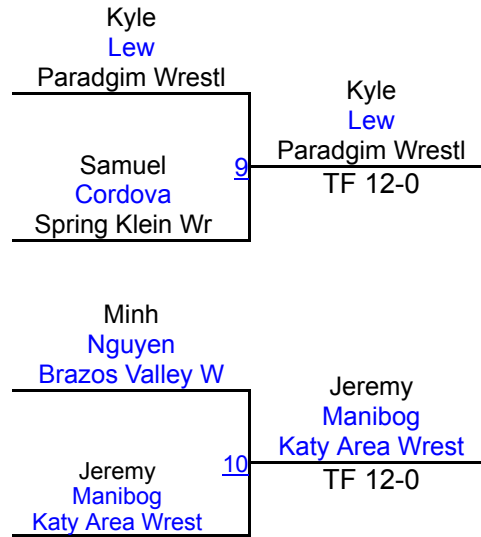 Kyle
Lew
Paradgim Wrestl
Kyle
Lew
Paradgim Wrestl
9
TF 12-0
Samuel
Cordova
Spring Klein Wr
Minh
Nguyen
Brazos Valley W
Jeremy
Manibog
Katy Area Wrest
10
TF 12-0
Jeremy
Manibog
Katy Area Wrest